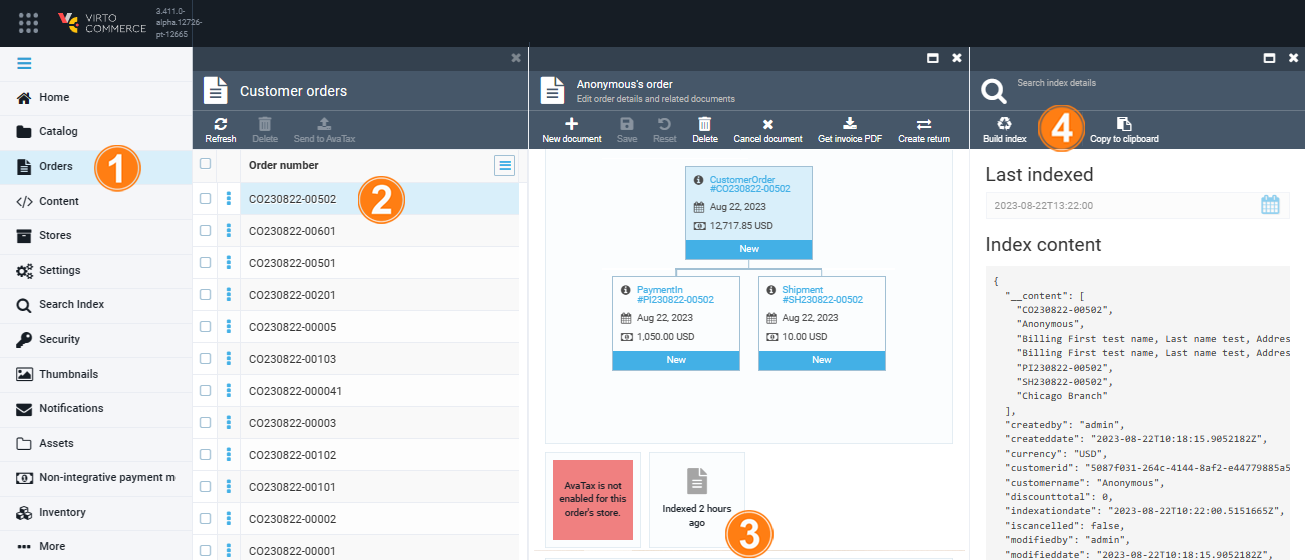 VIRTO
COMMERCE
3.411.0-
alpha.12726-
pt-12665
Home
Catalog
Orders
1
Content
Stores
Settings
Search Index
Security
Thumbnails
Notifications
Assets
Non-integrative payment m
Inventory
More
Customer orders
Refresh
Delete
Send to AvaTax
Order number
CO230822-00502
2
CO230822-00601
CO230822-00501
CO230822-00201
CO230822-00005
CO230822-00103
CO230822-000041
CO230822-00003
CO230822-00102
CO230822-00101
CO230822-00002
CO230822-00001
Anonymous's order
Edit order details and related documents
New document
Save
Reset
Delete
Cancel document
Get invoice PDF
Create return
CustomerOrder
#CO230822-00502
Aug 22, 2023
12,717.85 USD
New
PaymentIn
#PI230822-00502
Aug 22, 2023
1,050.00 USD
New
Shipment
#SH230822-00502
Aug 22, 2023
10.00 USD
New
AvaTax is not
enabled for this
order's store.
Indexed 2 hours
ago
3
Search index details
Build index
4
Copy to clipboard
Last indexed
2023-08-22T13:22:00
Index content
{
"__content": [
"CO230822-00502",
"Anonymous",
"Billing First test name, Last name test, Addres
"Billing First test name, Last name test, Addres
"PI230822-00502",
"SH230822-00502",
"Chicago Branch"
],
"createdby": "admin",
"createddate": "2023-08-22T10:18:15.9052182Z",
"currency": "USD",
"customerid": "5087f031-264c-4144-8af2-e44779885a5
"customername": "Anonymous",
"discounttotal": 0,
"indexationdate": "2023-08-22T10:22:00.5151665Z",
"iscancelled": false,
"modifiedby": "admin",
"modifieddate": "2023-08-22T10:18:15.9052182Z",